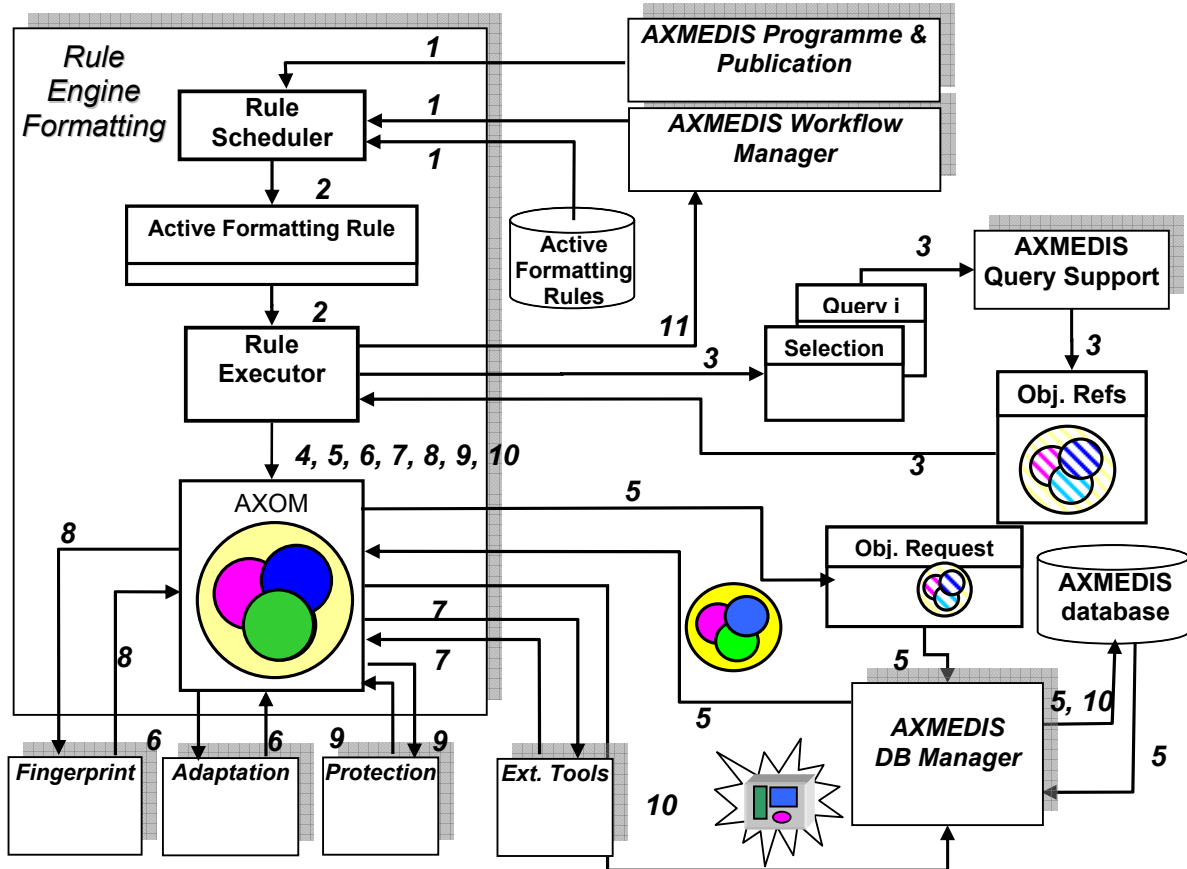 Rule
Engine
Formatting
1
AXMEDIS Programme &
Publication
Rule
Scheduler
1
1
AXMEDIS Workflow
Manager
2
Active Formatting Rule
Active
Formatting
Rules
3
AXMEDIS
Query Support
2
Query i
11
Rule
Executor
3
Selection
3
Obj. Refs
3
4, 5, 6, 7, 8, 9, 10
AXOM
5
8
Obj. Request
AXMEDIS
database
7
8
7
5
5
5, 10
AXMEDIS
DB Manager
5
6
6
9
9
Fingerprint
Adaptation
Protection
Ext. Tools
10